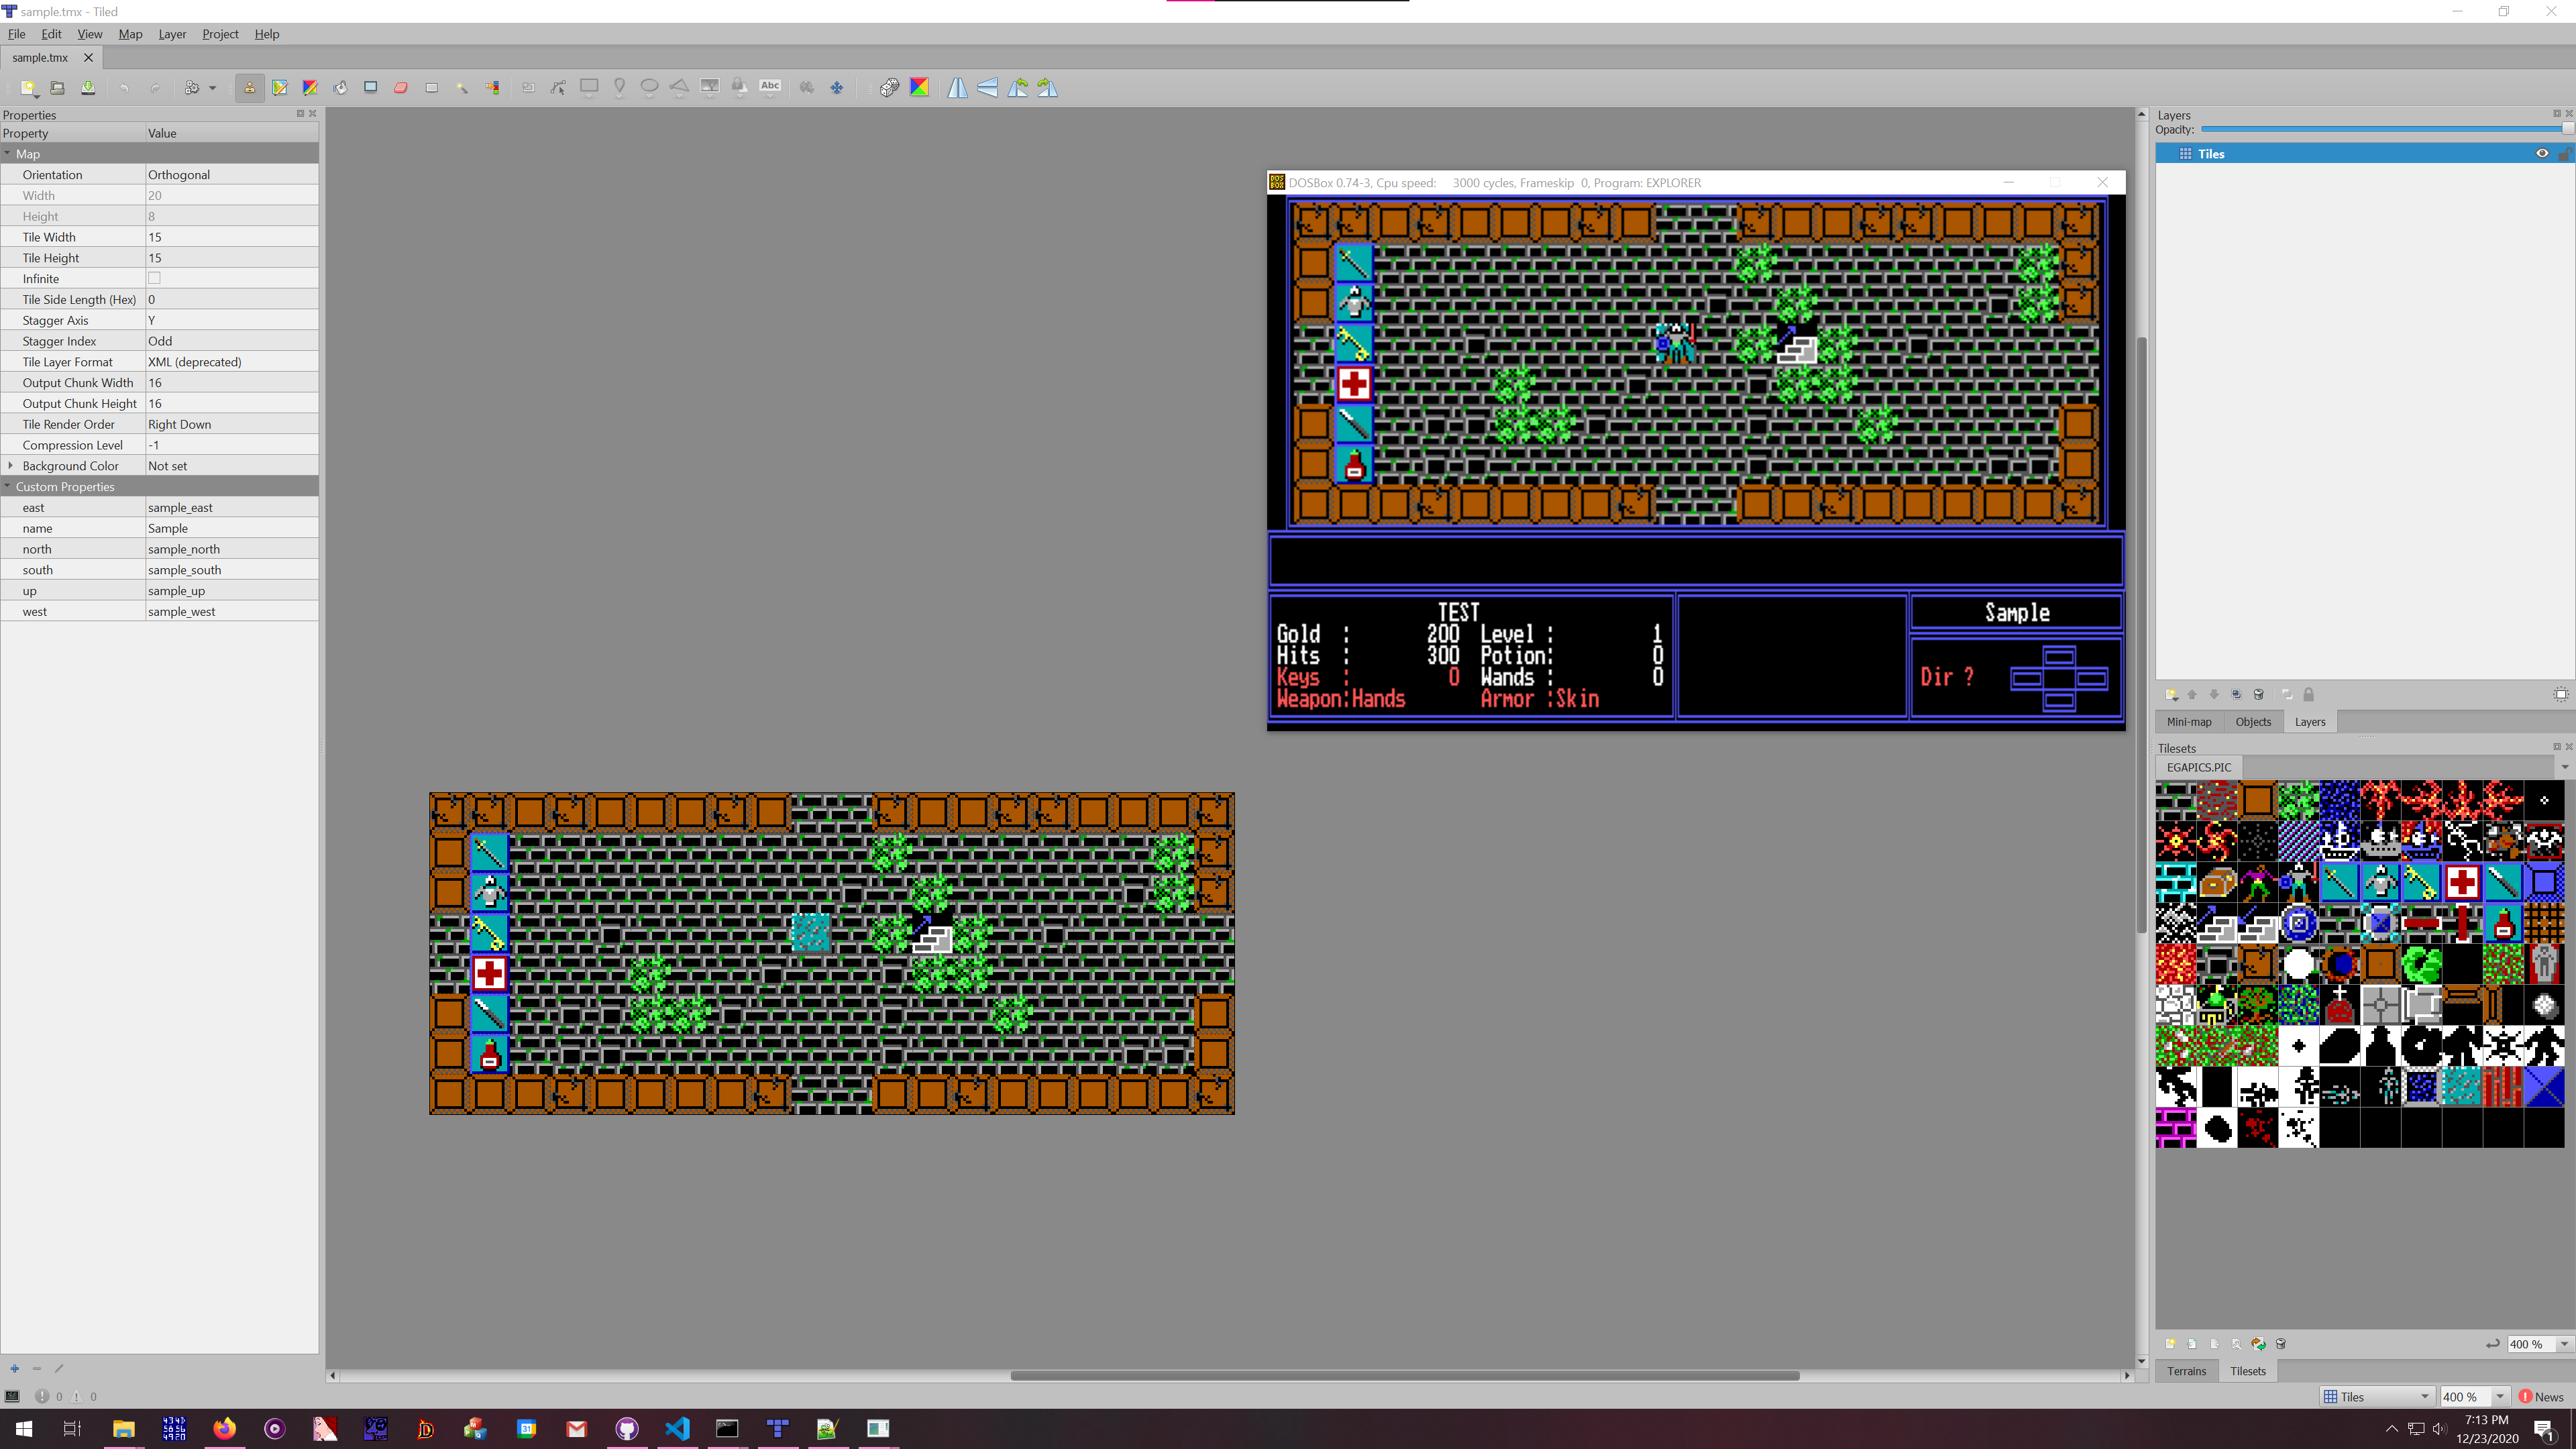 sample.tmx - Tiled
File Edit View Map Layer Project Help
sample.tmx
Abc
Properties
Property Value
Map
Orientation Orthogonal
Width 20
Height 8
Tile Width 15
Tile Height 15
Infinite
Tile Side Length (Hex) 0
Stagger Axis Y
Stagger Index Odd
Tile Layer Format XML (deprecated)
Output Chunk Width 16
Output Chunk Height 16
Tile Render Order Right Down
Compression Level -1
Background Color Not set
Custom Properties
east sample_east
name Sample
north sample_north
south sample_south
up sample_up
west sample_west
DOS
BOX
DOSBox 0.74-3, Cpu speed: 3000 cycles, Frameskip 0, Program: EXPLORER
TEST
Gold : 200 Level : 1
Hits : 300 Potion: 0
Keys : 0 Wands : 0
Weapon:Hands Armor :Skin
Sample
Dir ?
Layers
Opacity:
Tiles
Mini-map Objects Layers
Tilesets
EGAPICS.PIC
400 %
Terrains Tilesets
0 0
Tiles 400 % News
31
7:13 PM
12/23/2020
1